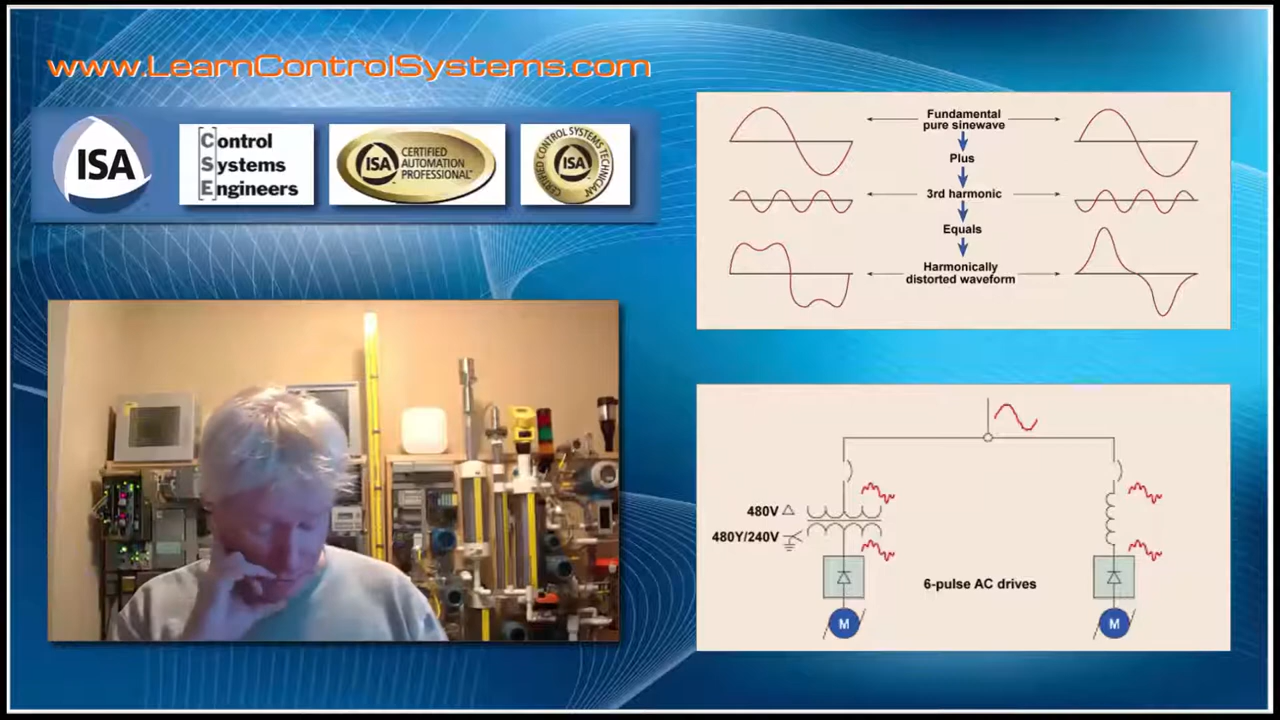 www.LearnControlSystems.com
ISA
Control
Systems
Engineers
ISA
CERTIFIED
AUTOMATION
PROFESSIONAL™
CERTIFIED CONTROL SYSTEMS TECHNICIAN
ISA
Fundamental
pure sinewave
Plus
3rd harmonic
Equals
Harmonically
distorted waveform
480V
480Y/240V
6-pulse AC drives
M
M